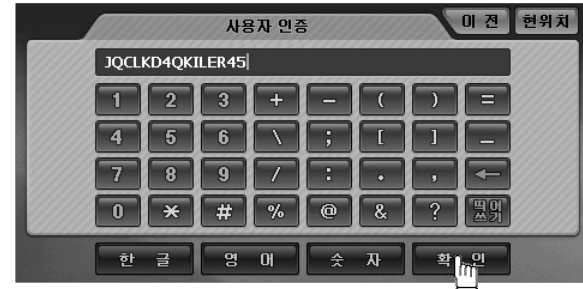 사용자 인증
이 전
현위치
JQCLKD4QKILER45
1 2 3 + - ( ) =
4 5 6 \ ; [ ] _
7 8 9 / : . , ←
0 * # % @ & ? 띄어쓰기
한 글 영 어 숫 자 확 인